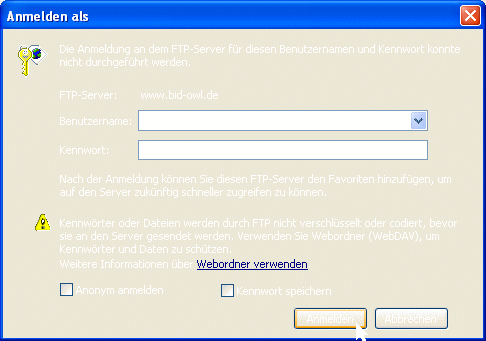 Anmelden als
Die Anmeldung an dem FTP-Server für diesen Benutzernamen und Kennwort konnte
nicht durchgeführt werden.
FTP-Server: www.bid-owl.de
Benutzername:
Kennwort:
Nach der Anmeldung können Sie diesen FTP-Server den Favoriten hinzufügen, um
auf den Server zukünftig schneller zugreifen zu können.
Kennwörter oder Dateien werden durch FTP nicht verschlüsselt oder codiert, bevor
sie an den Server gesendet werden. Verwenden Sie Webordner (WebDAV), um
Kennwörter und Daten zu schützen.
Weitere Informationen über Webordner verwenden
Anonym anmelden Kennwort speichern
Anmelden Abbrechen